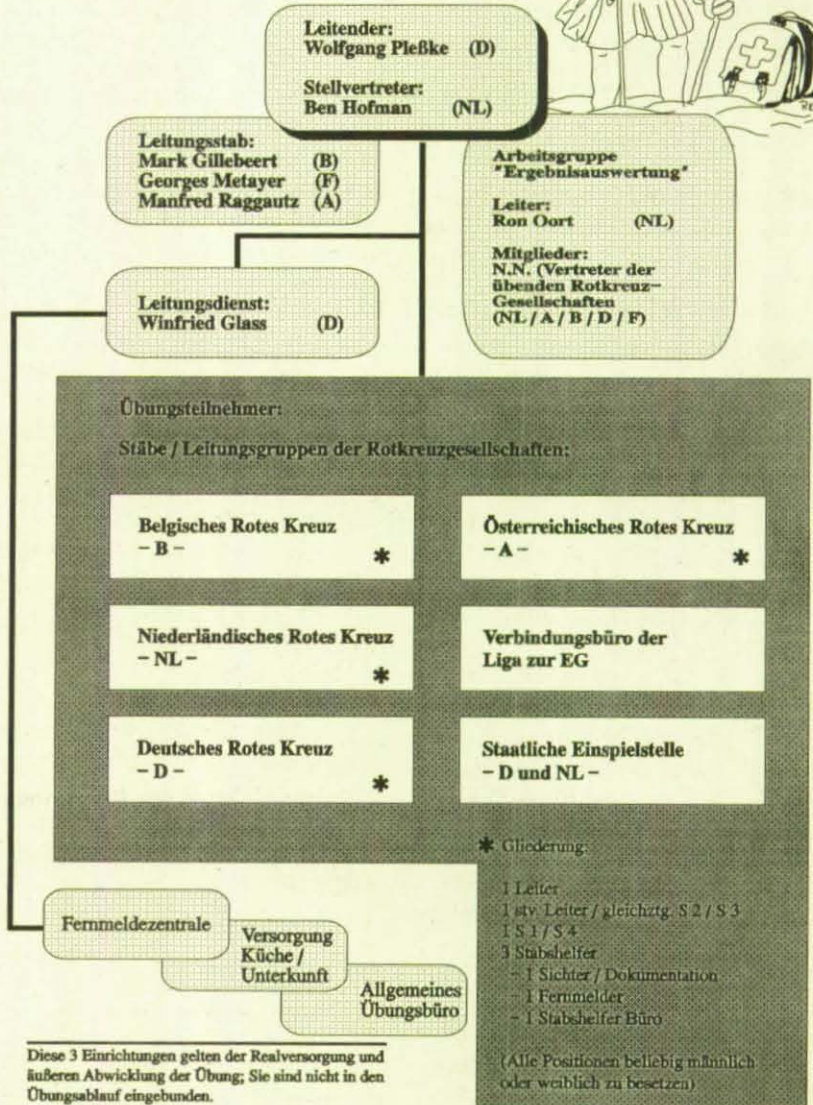 Leitender:
Wolfgang Pleßke (D)
Stellvertreter:
Ben Hofman (NL)
Leitungsstab:
Mark Gillebeert (B)
Georges Metayer (F)
Manfred Raggautz (A)
Arbeitsgruppe
"Ergebnisauswertung"
Leiter:
Ron Oort (NL)
Mitglieder:
N.N. (Vertreter der
übenden Rotkreuz-
Gesellschaften
(NL / A / B / D / F)
Leitungsdienst:
Winfried Glass (D)
Übungsteilnehmer:
Stäbe / Leitungsgruppen der Rotkreuzgesellschaften:
Belgisches Rotes Kreuz
– B –
*
Österreichisches Rotes Kreuz
– A –
*
Niederländisches Rotes Kreuz
– NL –
*
Verbindungsbüro der
Liga zur EG
Deutsches Rotes Kreuz
– D –
*
Staatliche Einspielstelle
– D und NL –
* Gliederung:
1 Leiter
1 stv. Leiter / gleichztg. S 2 / S 3
1 S 1 / S 4
3 Stabshelfer
– 1 Sichter / Dokumentation
– 1 Fernmelder
– 1 Stabshelfer Büro
(Alle Positionen beliebig männlich
oder weiblich zu besetzen)
Fernmeldezentrale
Versorgung
Küche /
Unterkunft
Allgemeines
Übungsbüro
Diese 3 Einrichtungen gelten der Realversorgung und
äußeren Abwicklung der Übung; Sie sind nicht in den
Übungsablauf eingebunden.